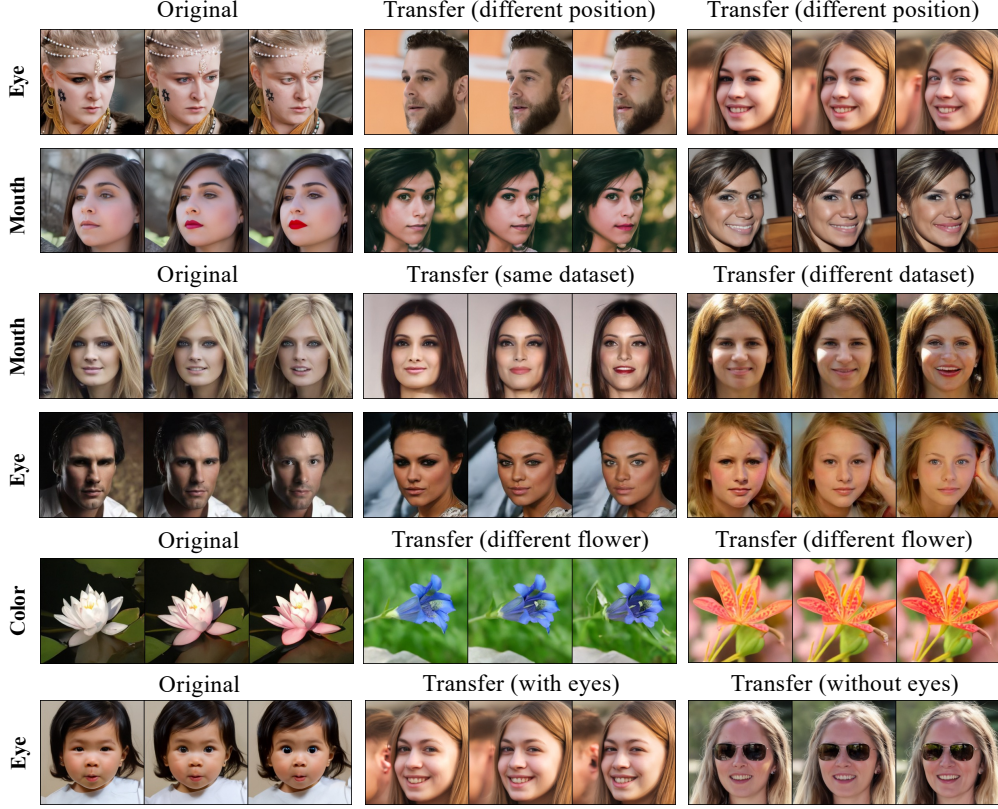 Original Transfer (different position) Transfer (different position)
Eye
Mouth
Original Transfer (same dataset) Transfer (different dataset)
Mouth
Eye
Original Transfer (different flower) Transfer (different flower)
Color
Original Transfer (with eyes) Transfer (without eyes)
Eye